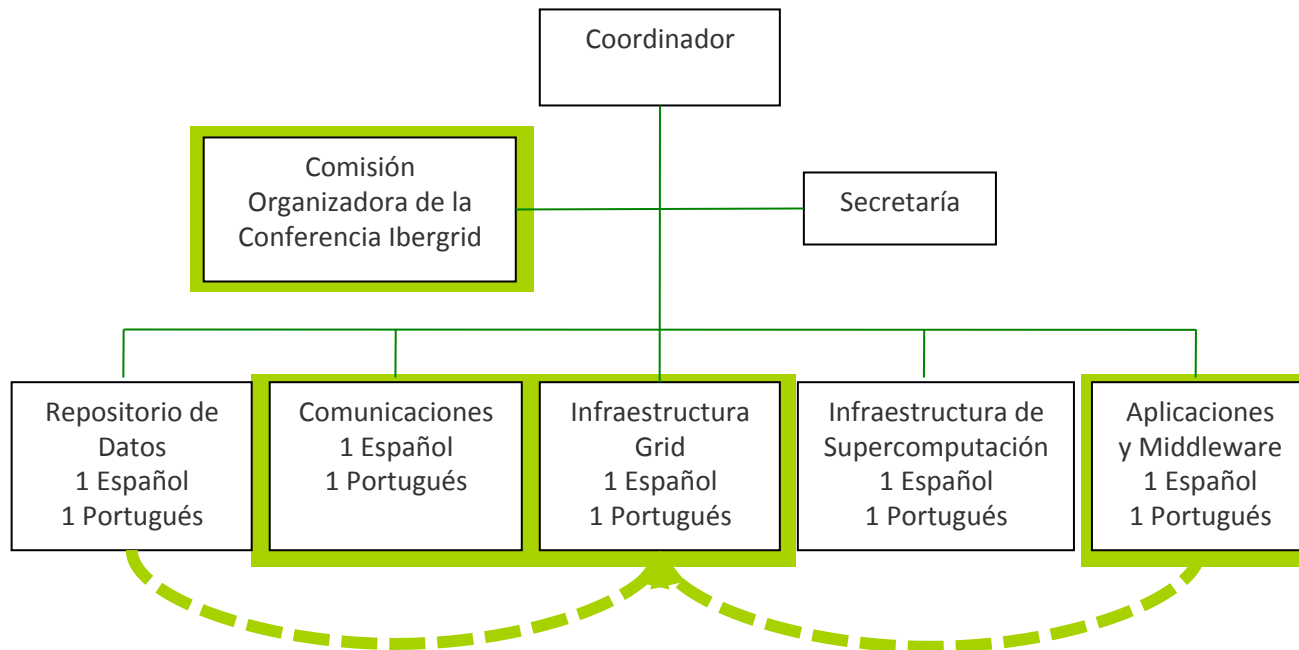 Coordinador
Comisión
Organizadora de la
Conferencia Ibergrid
Secretaría
Repositorio de
Datos
1 Español
1 Portugués
Comunicaciones
1 Español
1 Portugués
Infraestructura
Grid
1 Español
1 Portugués
Infraestructura de
Supercomputación
1 Español
1 Portugués
Aplicaciones
y Middleware
1 Español
1 Portugués